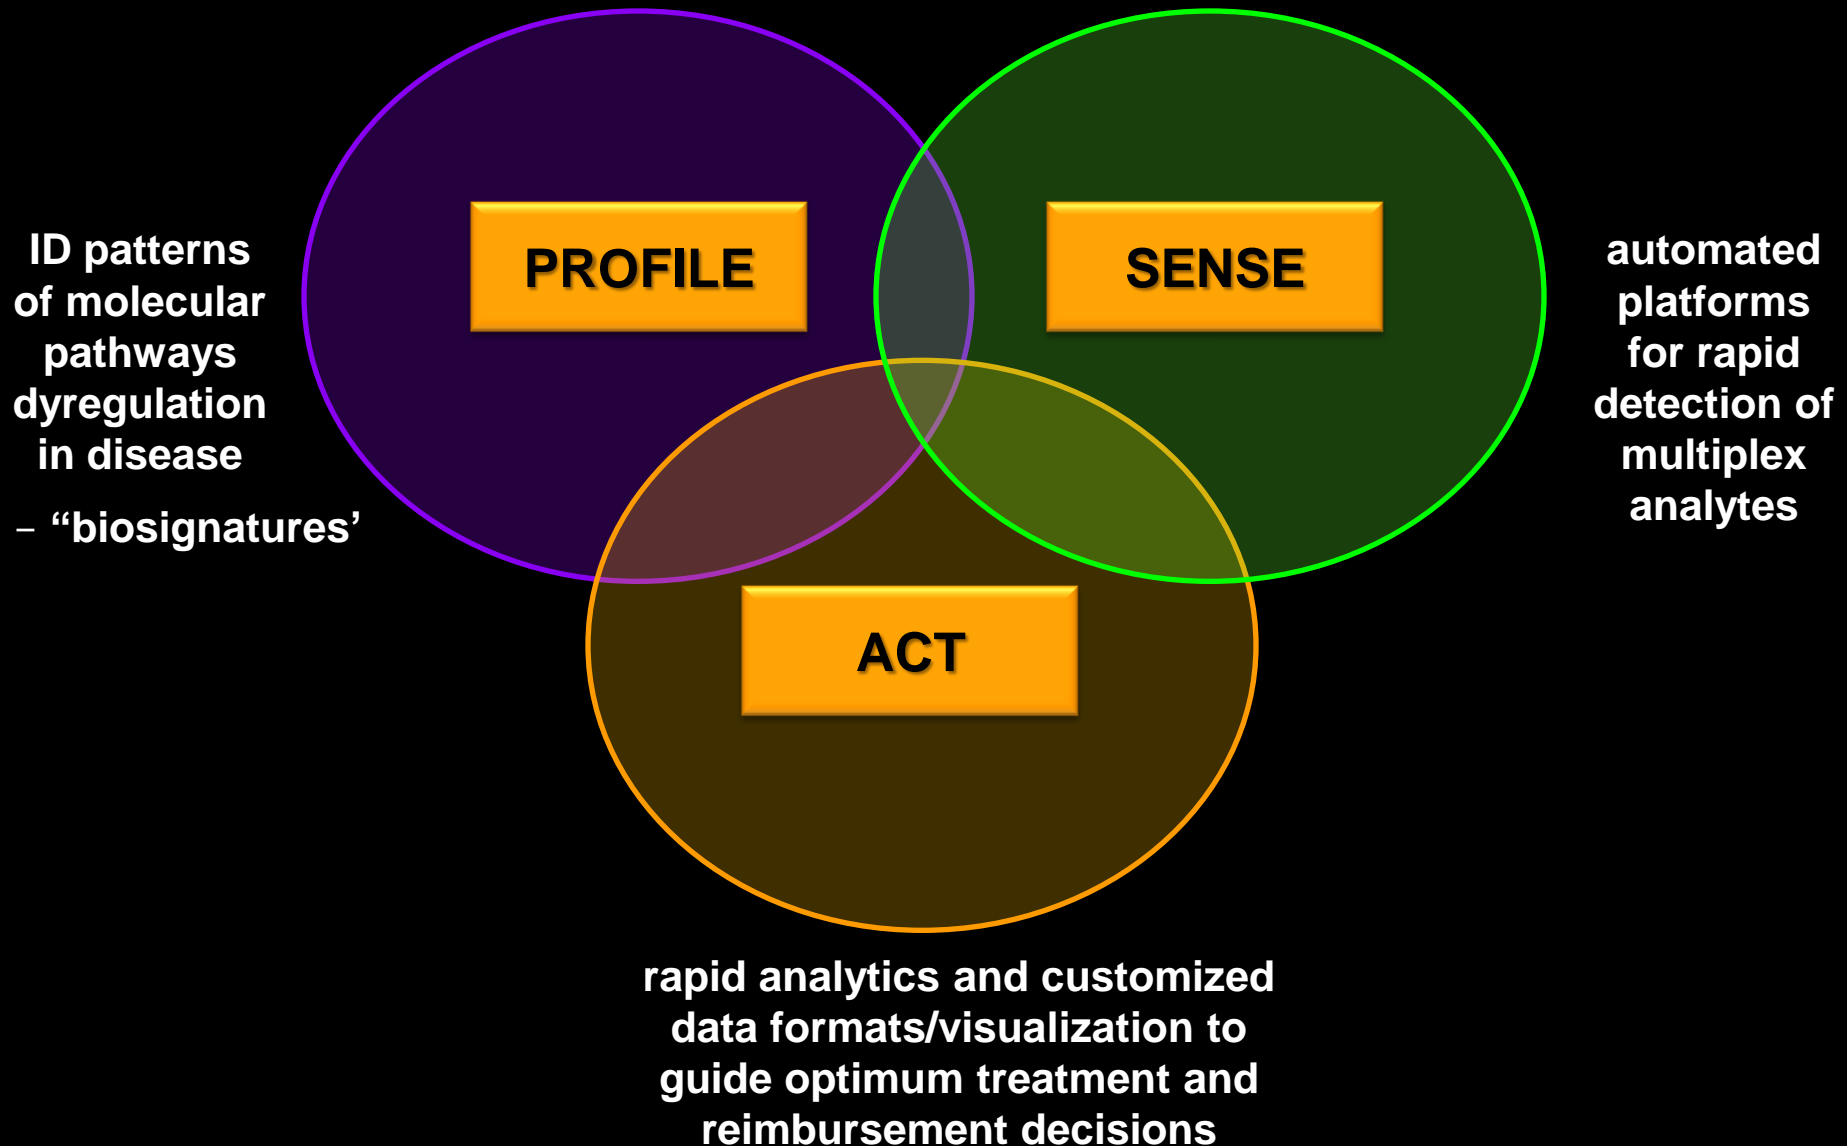 PROFILE
SENSE
ID patterns
of molecular
pathways
dyregulation
in disease
– “biosignatures’
automated
platforms
for rapid
detection of
multiplex
analytes
ACT
rapid analytics and customized
data formats/visualization to
guide optimum treatment and
reimbursement decisions